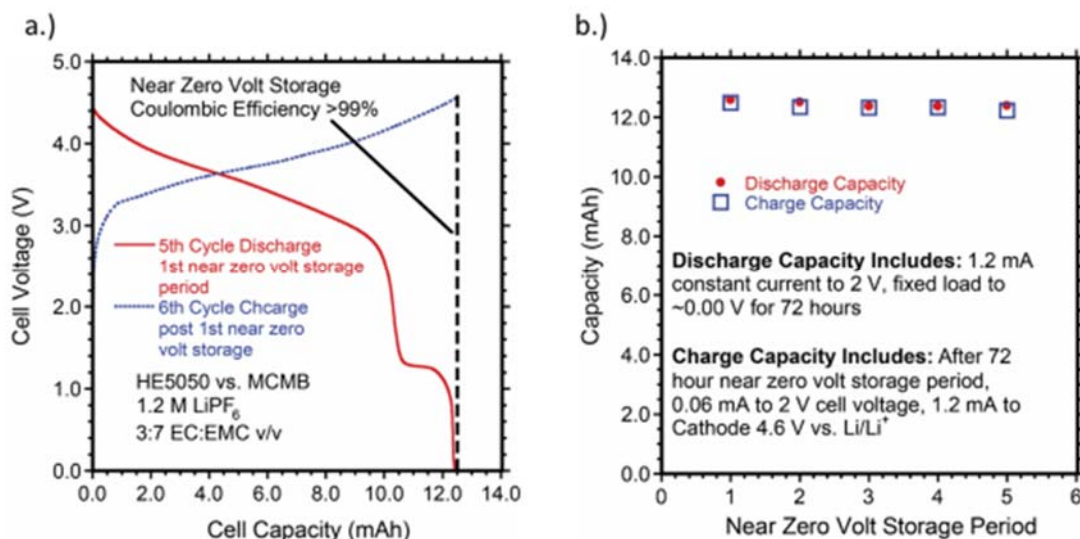 a.)
5.0
4.0
3.0
2.0
1.0
0.0
Cell Voltage (V)
Near Zero Volt Storage
Coulombic Efficiency >99%
5th Cycle Discharge
1st near zero volt storage
period
6th Cycle Chcarge
post 1st near zero
volt storage
HE5050 vs. MCMB
1.2 M LiPF6
3:7 EC:EMC v/v
0.0 2.0 4.0 6.0 8.0 10.0 12.0 14.0
Cell Capacity (mAh)
b.)
14.0
12.0
10.0
8.0
6.0
4.0
2.0
0.0
Capacity (mAh)
Discharge Capacity
Charge Capacity
Discharge Capacity Includes: 1.2 mA
constant current to 2 V, fixed load to
~0.00 V for 72 hours
Charge Capacity Includes: After 72
hour near zero volt storage period,
0.06 mA to 2 V cell voltage, 1.2 mA to
Cathode 4.6 V vs. Li/Li+
0 1 2 3 4 5 6
Near Zero Volt Storage Period